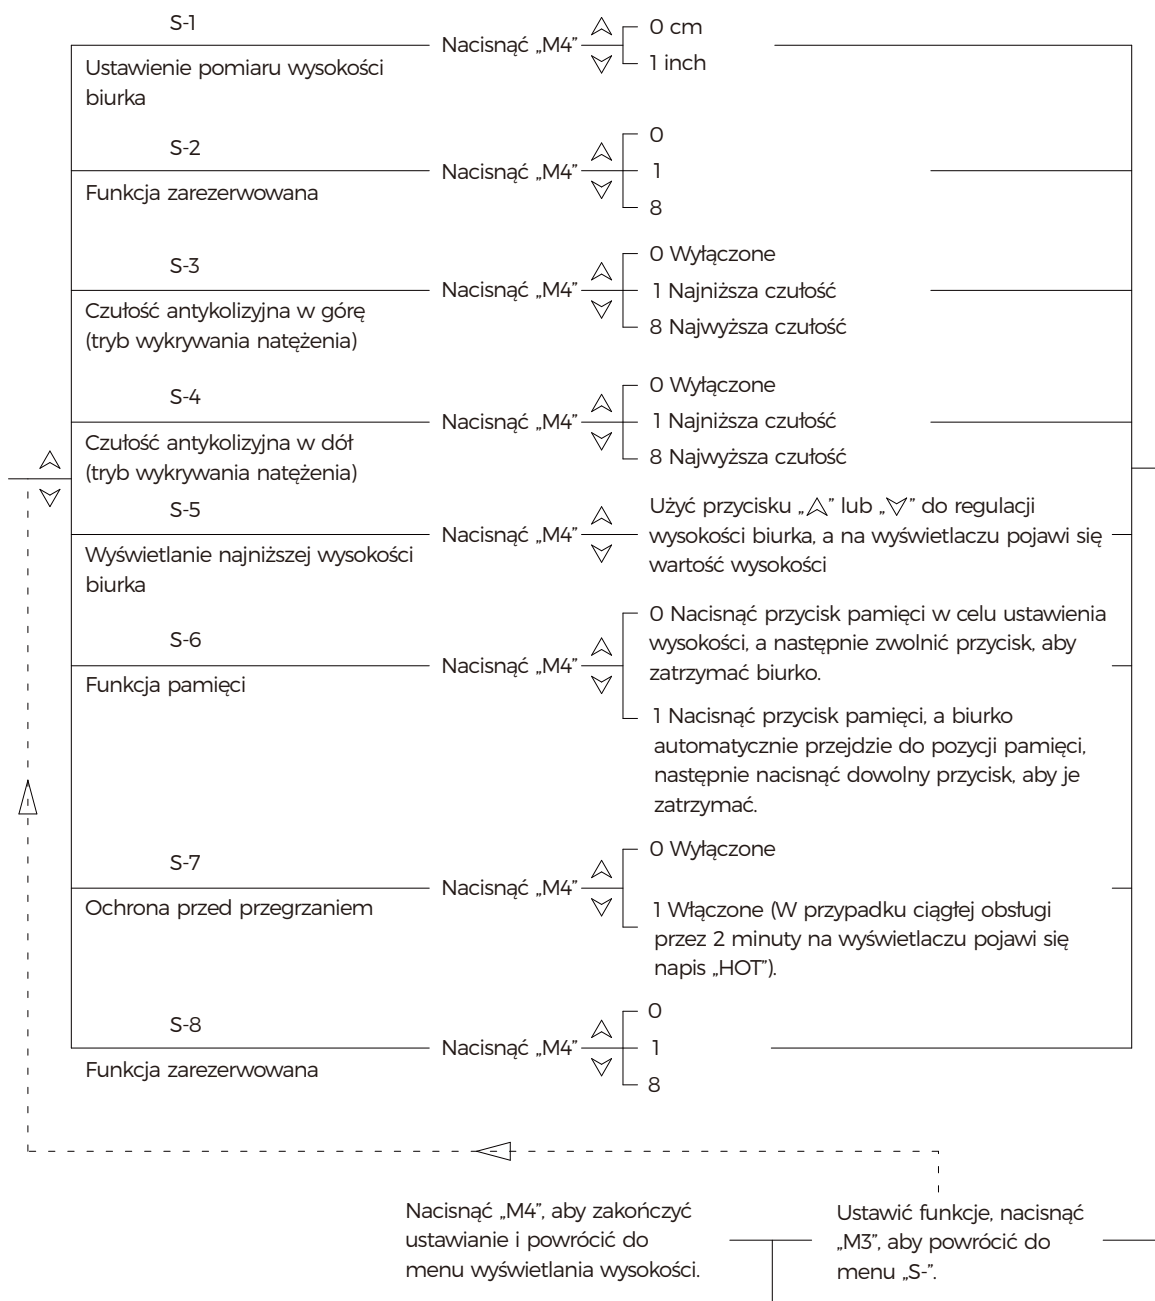 S-1
Nacisnąć „M4”
0 cm
1 inch
Ustawienie pomiaru wysokości
biurka
S-2
Nacisnąć „M4”
0
1
8
Funkcja zarezerwowana
S-3
Nacisnąć „M4”
0 Wyłączone
1 Najniższa czułość
8 Najwyższa czułość
Czułość antykolizyjna w górę
(tryb wykrywania natężenia)
S-4
Nacisnąć „M4”
0 Wyłączone
1 Najniższa czułość
8 Najwyższa czułość
Czułość antykolizyjna w dół
(tryb wykrywania natężenia)
S-5
Nacisnąć „M4”
Użyć przycisku „⮝” lub „⮟” do regulacji
wysokości biurka, a na wyświetlaczu pojawi się
wartość wysokości
Wyświetlanie najniższej wysokości
biurka
S-6
Nacisnąć „M4”
0 Nacisnąć przycisk pamięci w celu ustawienia
wysokości, a następnie zwolnić przycisk, aby
zatrzymać biurko.
Funkcja pamięci
1 Nacisnąć przycisk pamięci, a biurko
automatycznie przejdzie do pozycji pamięci,
następnie nacisnąć dowolny przycisk, aby je
zatrzymać.
S-7
Nacisnąć „M4”
0 Wyłączone
Ochrona przed przegrzaniem
1 Włączone (W przypadku ciągłej obsługi
przez 2 minuty na wyświetlaczu pojawi się
napis „HOT”).
S-8
Nacisnąć „M4”
0
1
8
Funkcja zarezerwowana
Nacisnąć „M4”, aby zakończyć
ustawianie i powrócić do
menu wyświetlania wysokości.
Ustawić funkcje, nacisnąć
„M3”, aby powrócić do
menu „S-”.